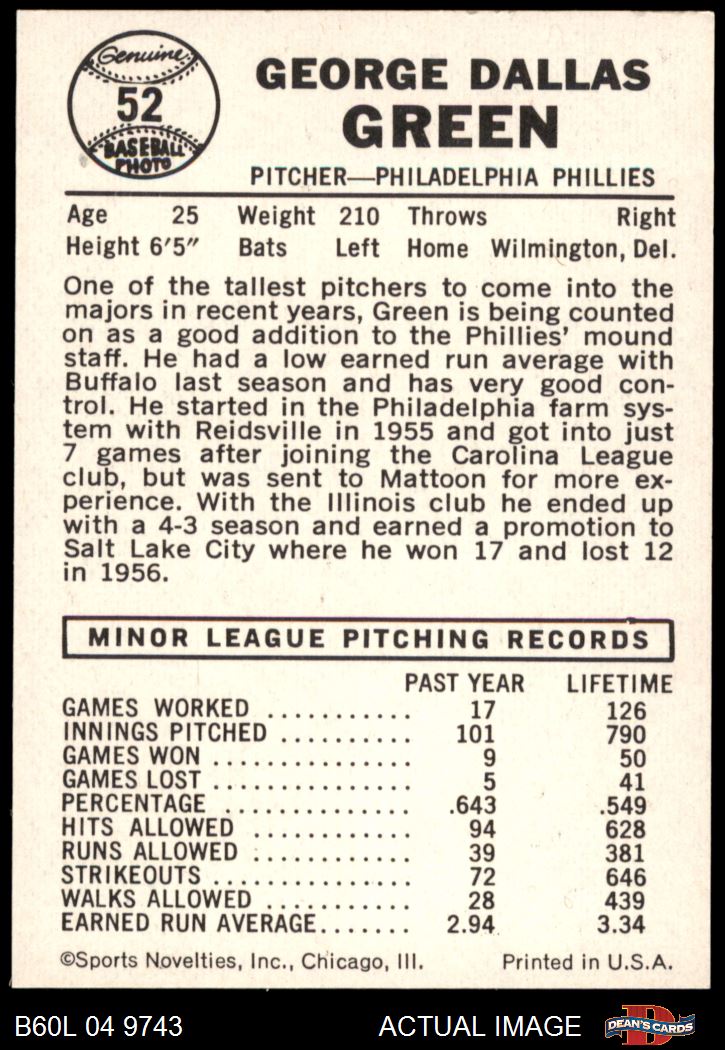 Genuine
52
BASEBALL
PHOTO
GEORGE DALLAS
GREEN
PITCHER—PHILADELPHIA PHILLIES
Age 25 Weight 210 Throws Right
Height 6'5" Bats Left Home Wilmington, Del.
One of the tallest pitchers to come into the
majors in recent years, Green is being counted
on as a good addition to the Phillies' mound
staff. He had a low earned run average with
Buffalo last season and has very good con-
trol. He started in the Philadelphia farm sys-
tem with Reidsville in 1955 and got into just
7 games after joining the Carolina League
club, but was sent to Mattoon for more ex-
perience. With the Illinois club he ended up
with a 4-3 season and earned a promotion to
Salt Lake City where he won 17 and lost 12
in 1956.
MINOR LEAGUE PITCHING RECORDS
PAST YEAR LIFETIME
GAMES WORKED ........... 17 126
INNINGS PITCHED .......... 101 790
GAMES WON ............... 9 50
GAMES LOST .............. 5 41
PERCENTAGE ............. .643 .549
HITS ALLOWED ............ 94 628
RUNS ALLOWED ............ 39 381
STRIKEOUTS ............... 72 646
WALKS ALLOWED ........... 28 439
EARNED RUN AVERAGE....... 2.94 3.34
©Sports Novelties, Inc., Chicago, Ill. Printed in U.S.A.
B60L 04 9743 ACTUAL IMAGE
D
DEAN'S CARDS